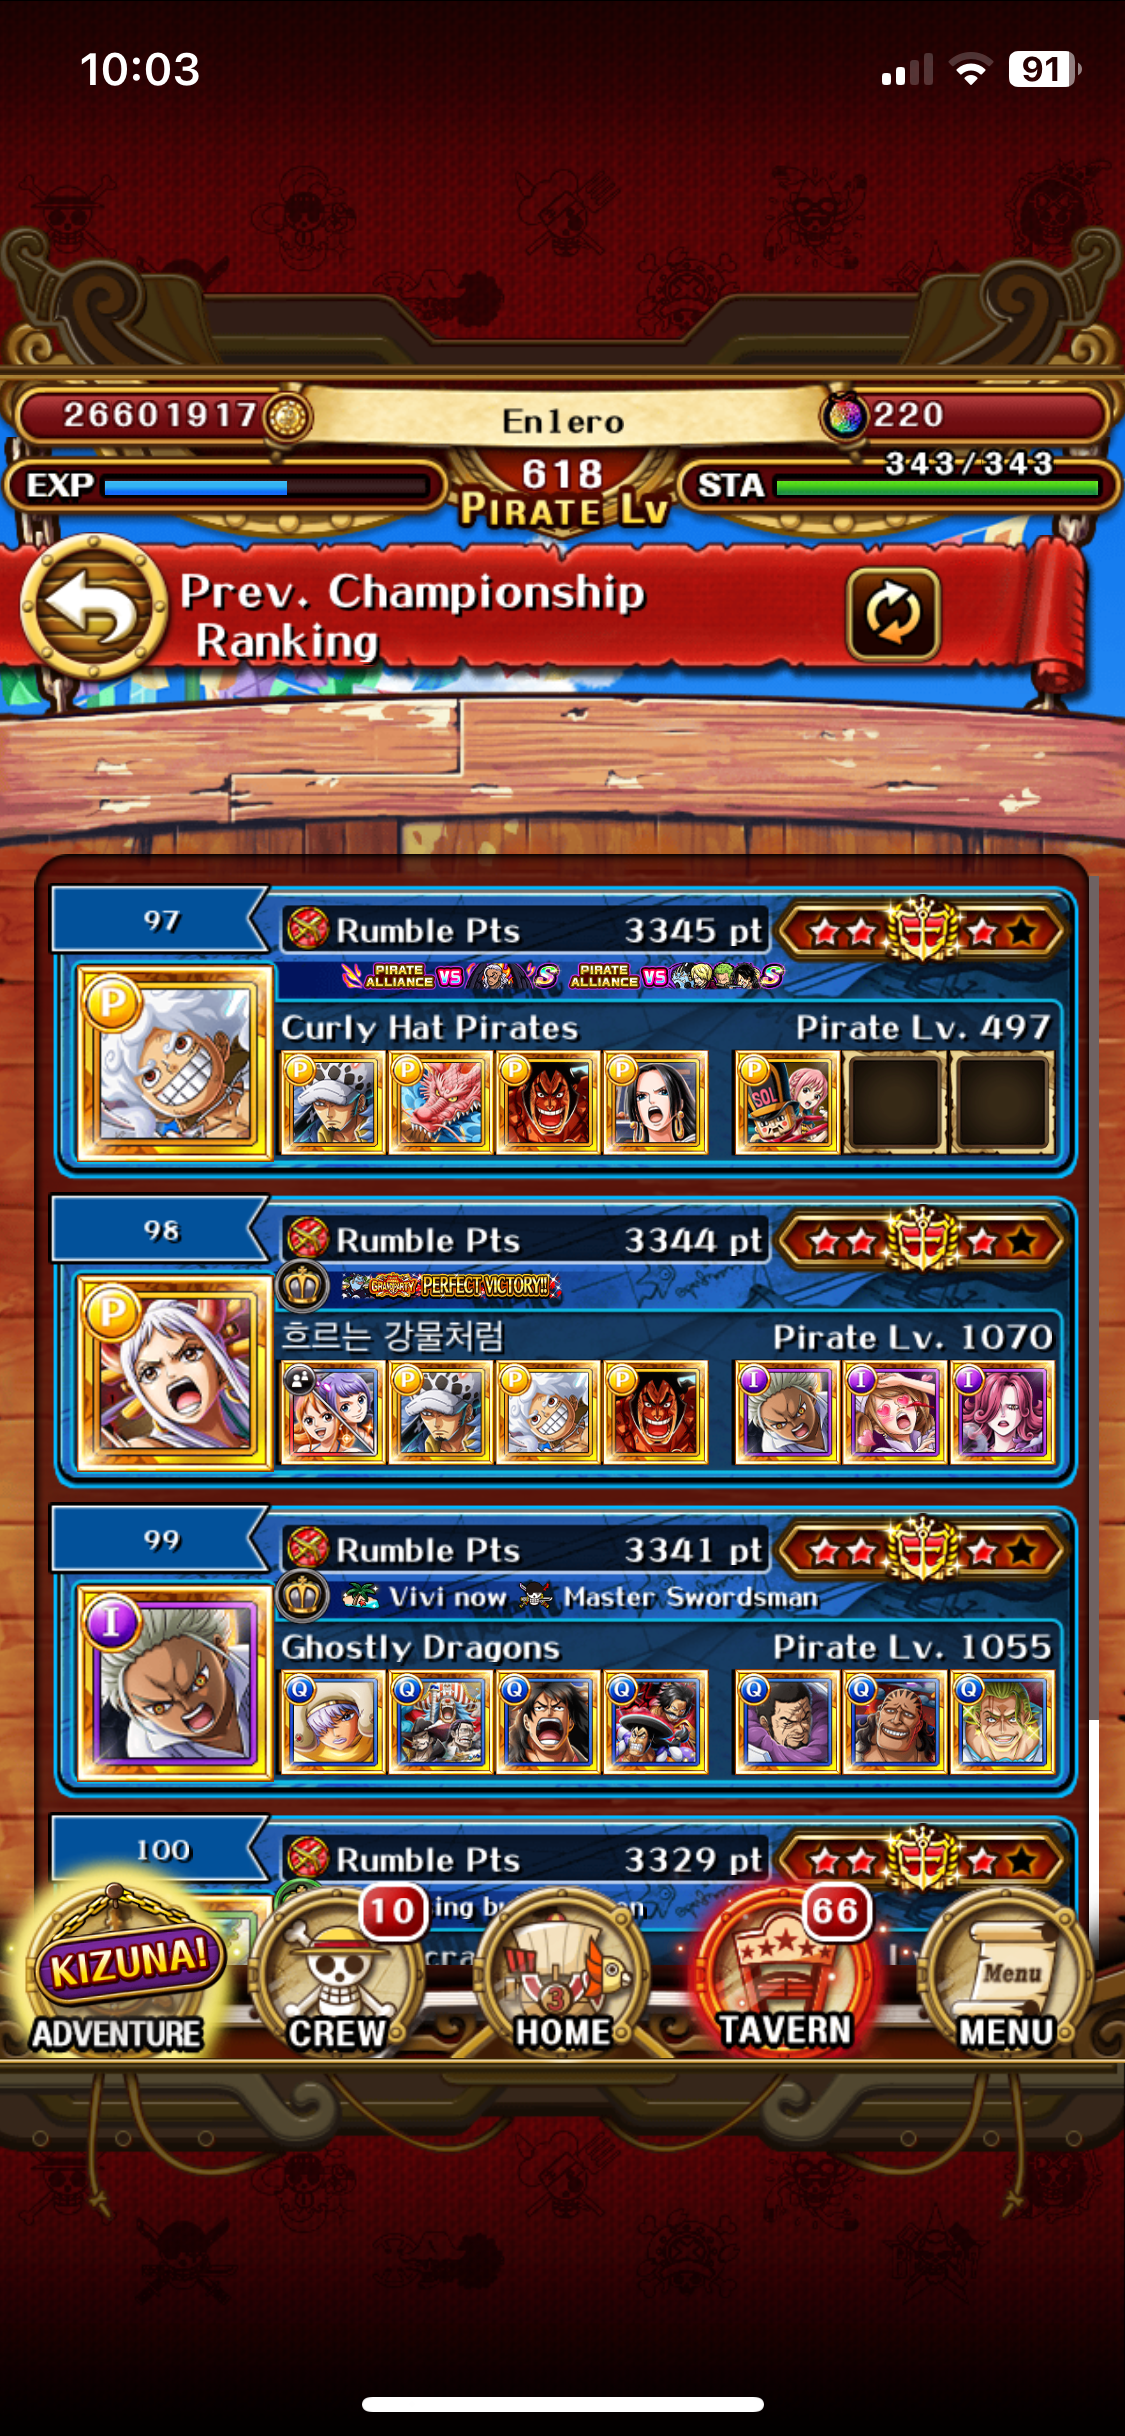 10:03
91
26601917
En1ero
220
EXP
618
PIRATE Lv
STA
343/343
Prev. Championship
Ranking
97
Rumble Pts 3345 pt
PIRATE ALLIANCE VS S PIRATE ALLIANCE VS S
P
Curly Hat Pirates Pirate Lv. 497
P P P P P
SOL
98
Rumble Pts 3344 pt
GRAND PARTY PERFECT VICTORY!!
P
흐르는 강물처럼 Pirate Lv. 1070
P P P I I I
99
Rumble Pts 3341 pt
Vivi now Master Swordsman
I
Ghostly Dragons Pirate Lv. 1055
Q Q Q Q Q Q Q
100
Rumble Pts 3329 pt
KIZUNA!
ADVENTURE
10
CREW
3
HOME
66
TAVERN
Menu
MENU